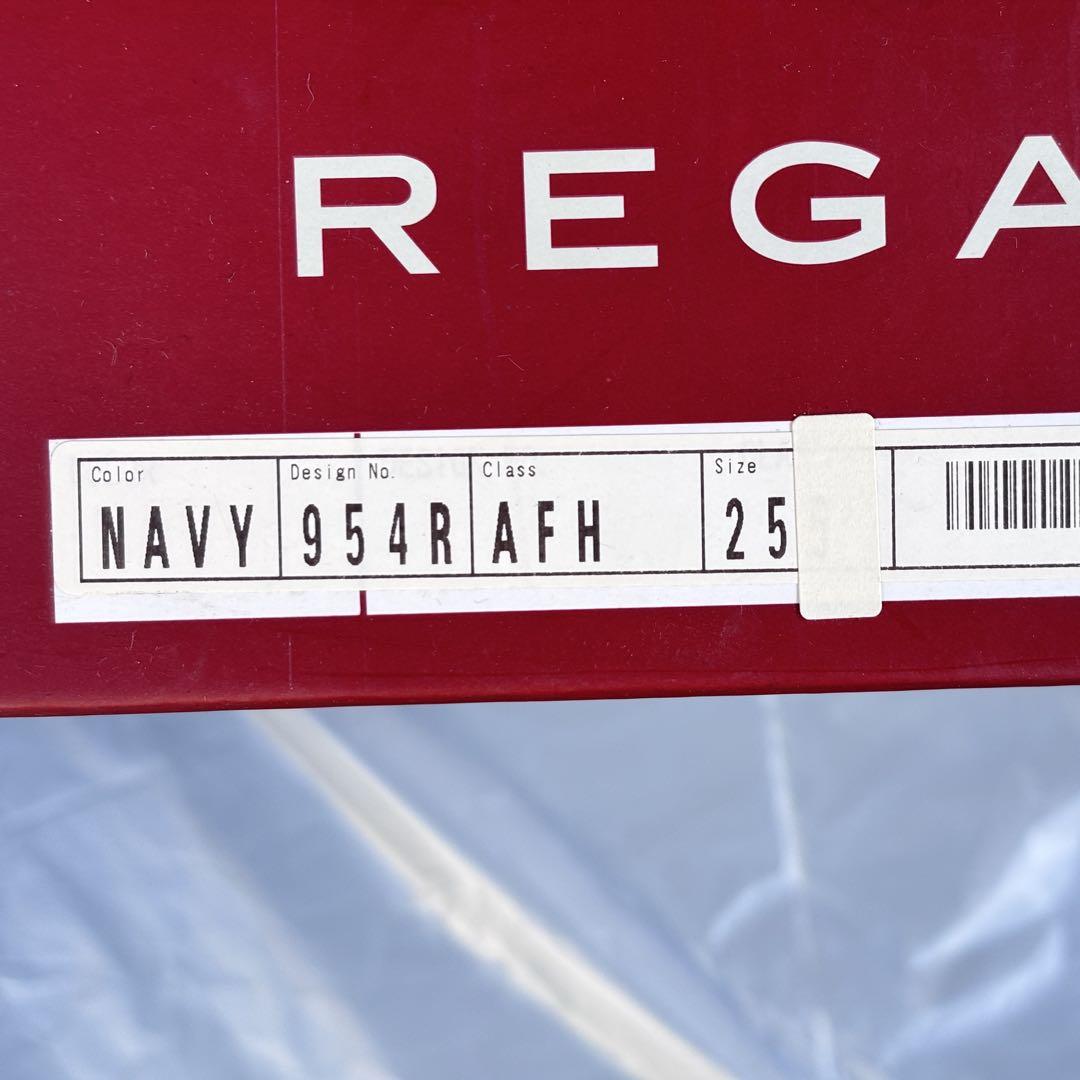 REGA
Color Design No. Class Size
NAVY 954R AFH 25